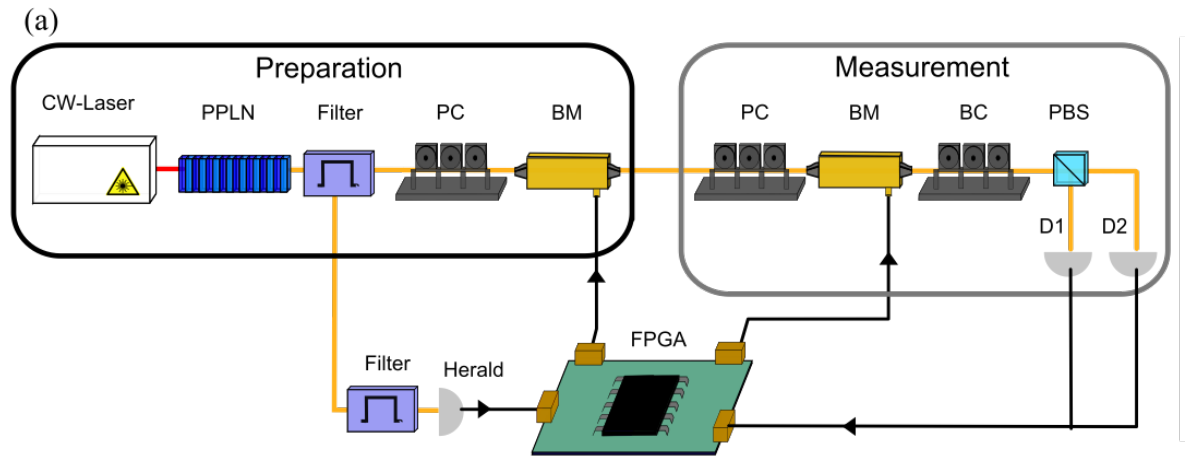 (a)
Preparation
Measurement
CW-Laser
PPLN
Filter
PC
BM
PC
BM
BC
PBS
D1
D2
FPGA
Filter
Herald